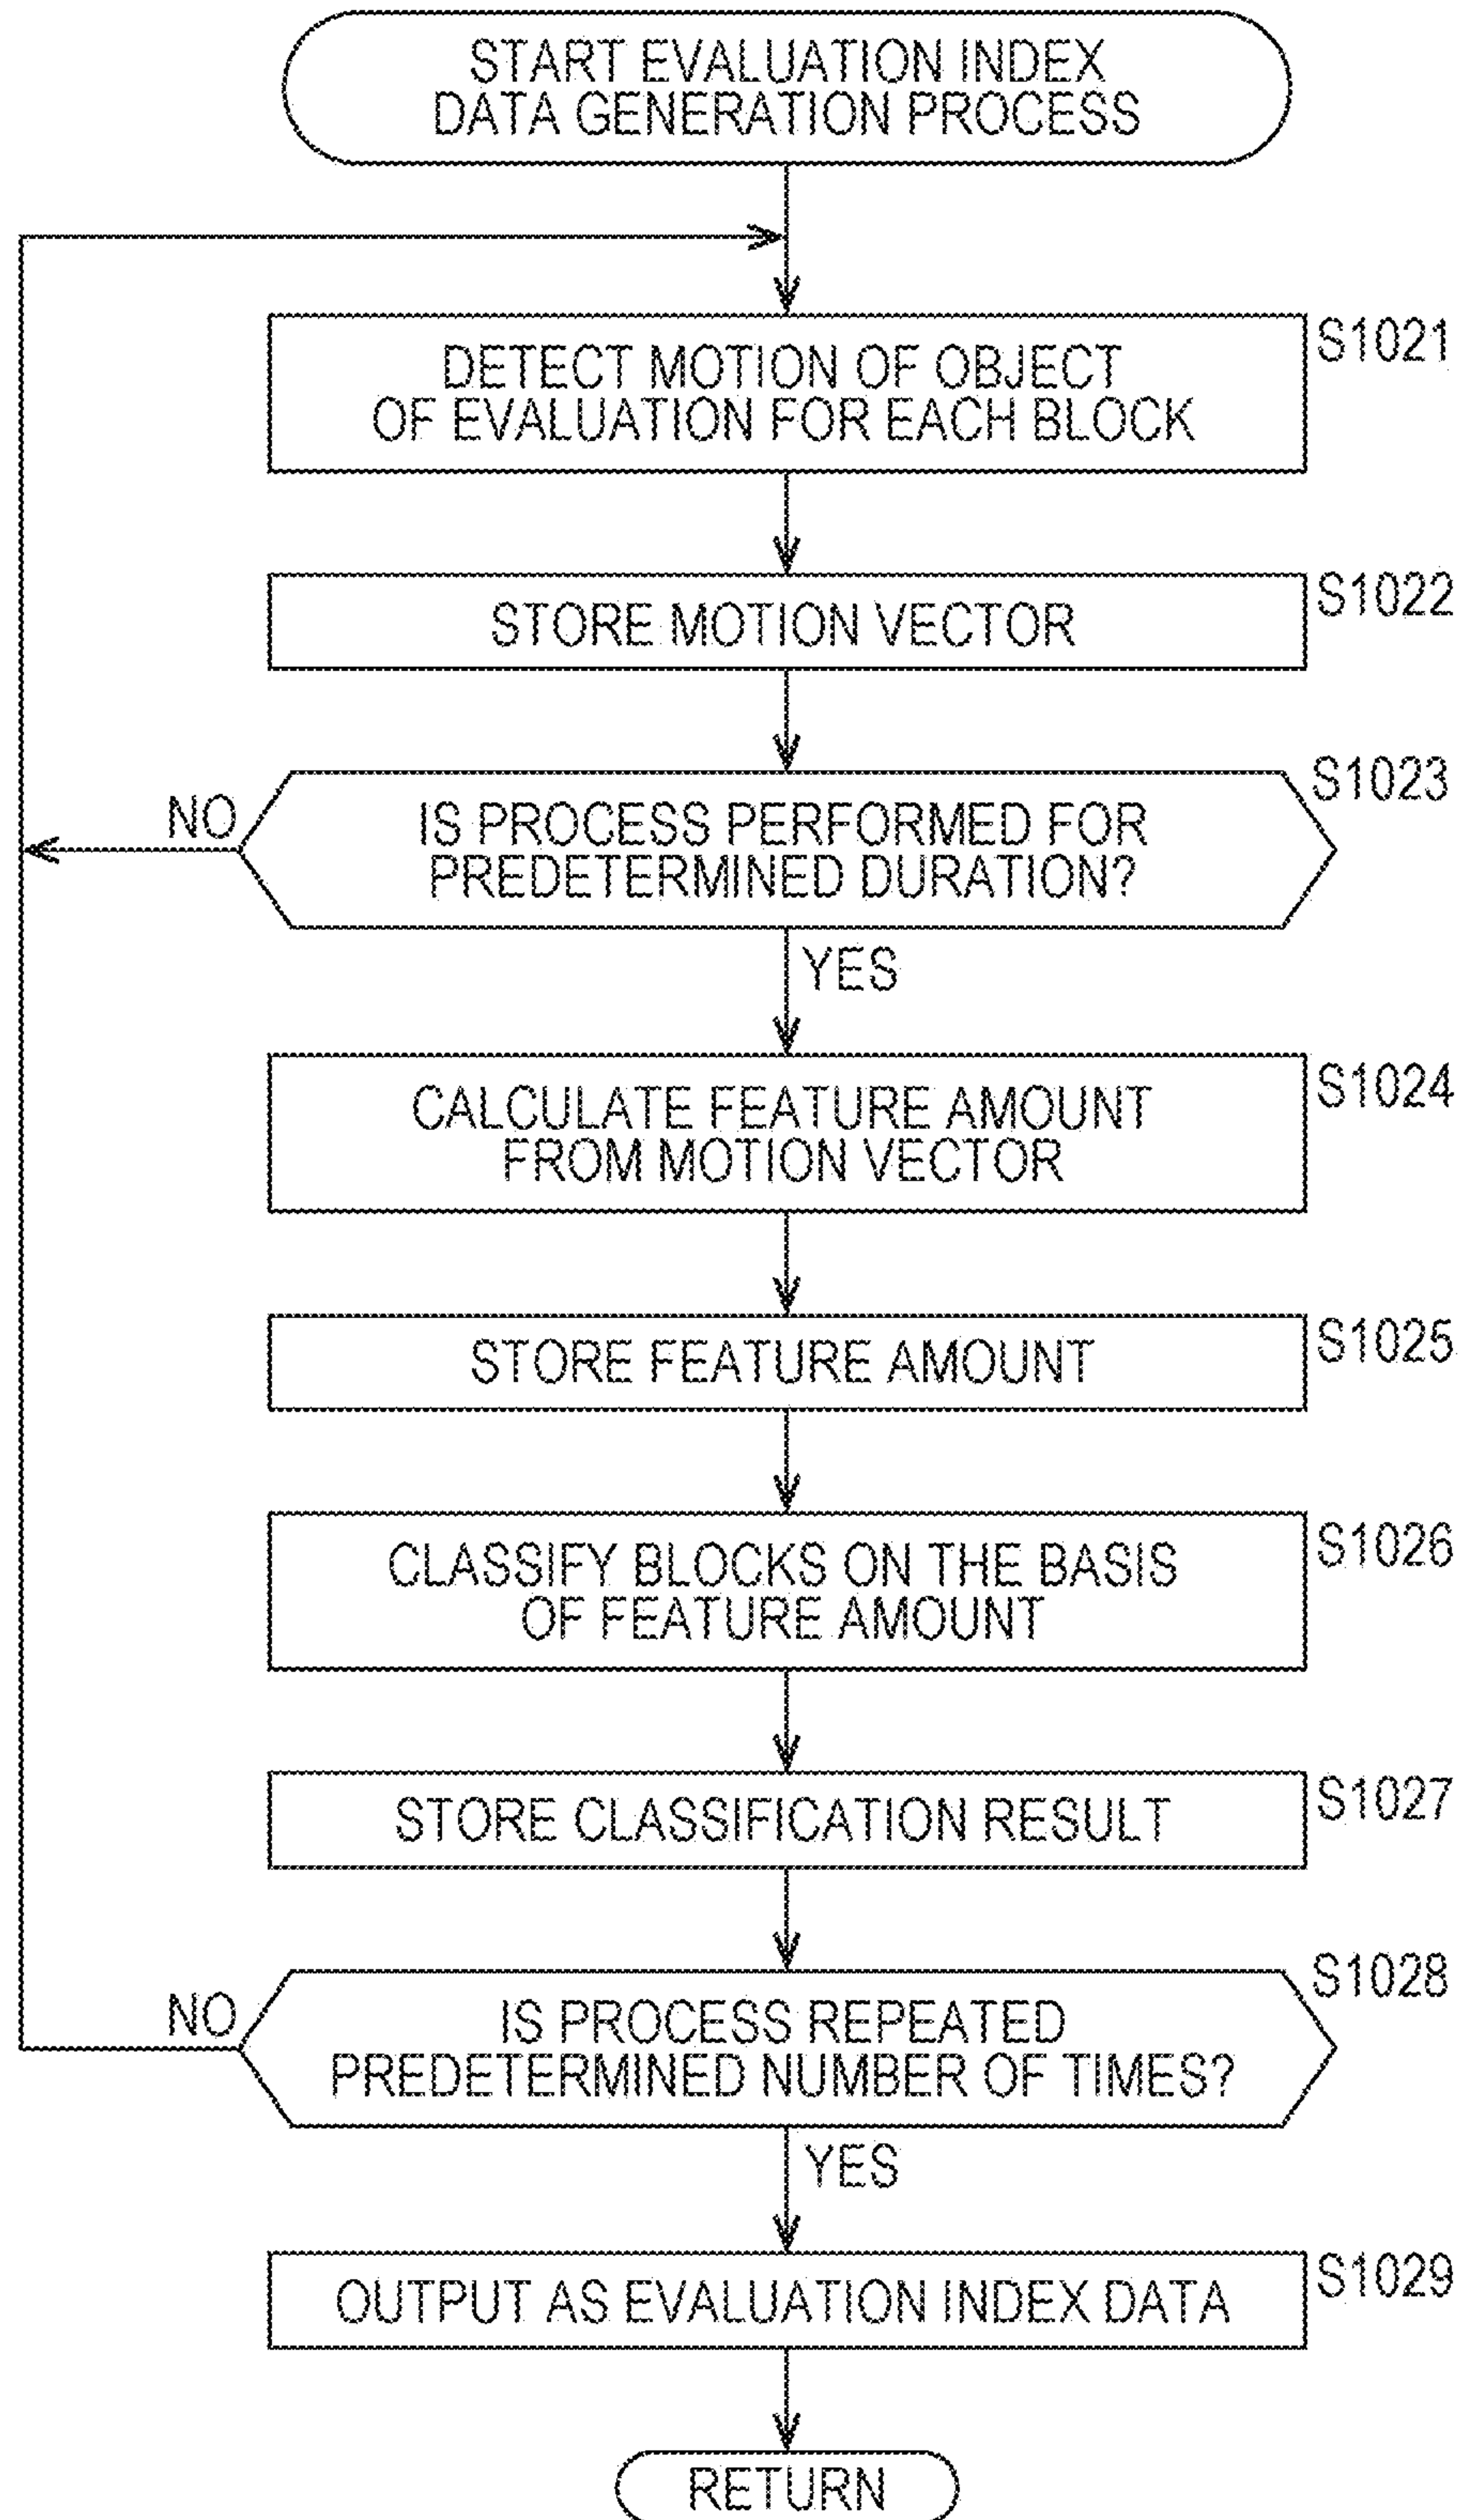 START EVALUATION INDEX
DATA GENERATION PROCESS
S1021
DETECT MOTION OF OBJECT
OF EVALUATION FOR EACH BLOCK
S1022
STORE MOTION VECTOR
S1023
NO
IS PROCESS PERFORMED FOR
PREDETERMINED DURATION?
YES
S1024
CALCULATE FEATURE AMOUNT
FROM MOTION VECTOR
S1025
STORE FEATURE AMOUNT
S1026
CLASSIFY BLOCKS ON THE BASIS
OF FEATURE AMOUNT
S1027
STORE CLASSIFICATION RESULT
S1028
NO
IS PROCESS REPEATED
PREDETERMINED NUMBER OF TIMES?
YES
S1029
OUTPUT AS EVALUATION INDEX DATA
RETURN